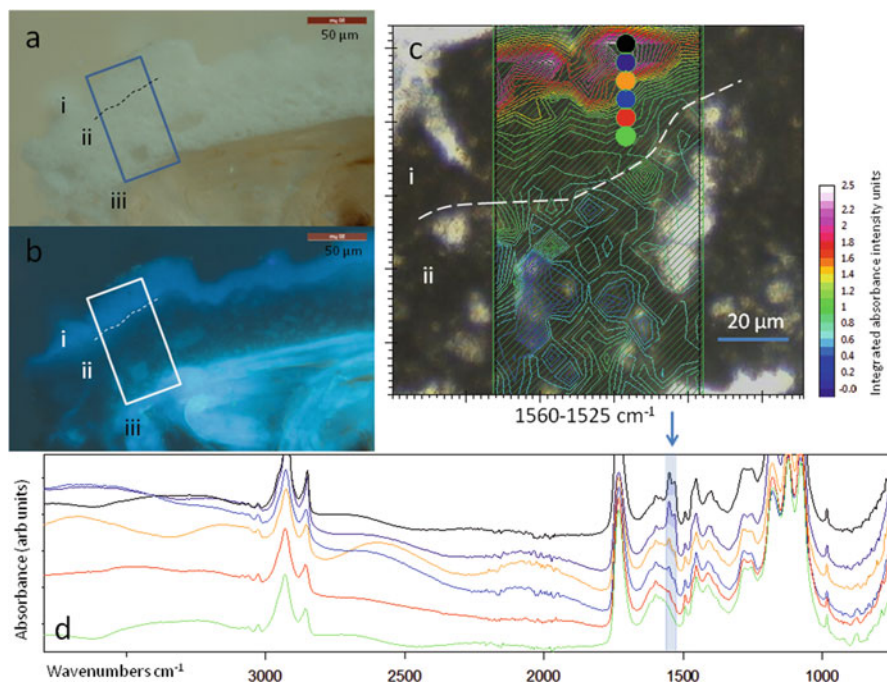 a
50 µm
i
ii
iii
b
50 µm
i
ii
iii
c
i
ii
20 µm
2.5
2.2
2.0
1.8
1.6
1.4
1.2
1
0.8
0.6
0.4
0.2
-0.0
Integrated absorbance intensity units
1560-1525 cm⁻¹
Absorbance (arb units)
d
Wavenumbers cm⁻¹
3000
2500
2000
1500
1000